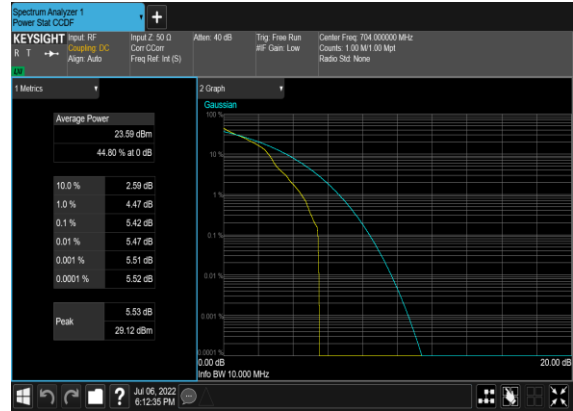 Spectrum Analyzer 1
Power Stat CCDF
KEYSIGHT
R T
LXI
Input: RF
Coupling: DC
Align: Auto
Input Z: 50 Ω
Corr CCorr
Freq Ref: Int (S)
Atten: 40 dB
Trig: Free Run
#IF Gain: Low
Center Freq: 704.000000 MHz
Counts: 1.00 M/1.00 Mpt
Radio Std: None
1 Metrics
Average Power
23.59 dBm
44.80 % at 0 dB
10.0 % 2.59 dB
1.0 % 4.47 dB
0.1 % 5.42 dB
0.01 % 5.47 dB
0.001 % 5.51 dB
0.0001 % 5.52 dB
Peak 5.53 dB
29.12 dBm
2 Graph
Gaussian
100 %
10 %
1 %
0.1 %
0.01 %
0.001 %
0.0001 %
0.00 dB 20.00 dB
Info BW 10.000 MHz
?
Jul 06, 2022
6:12:35 PM